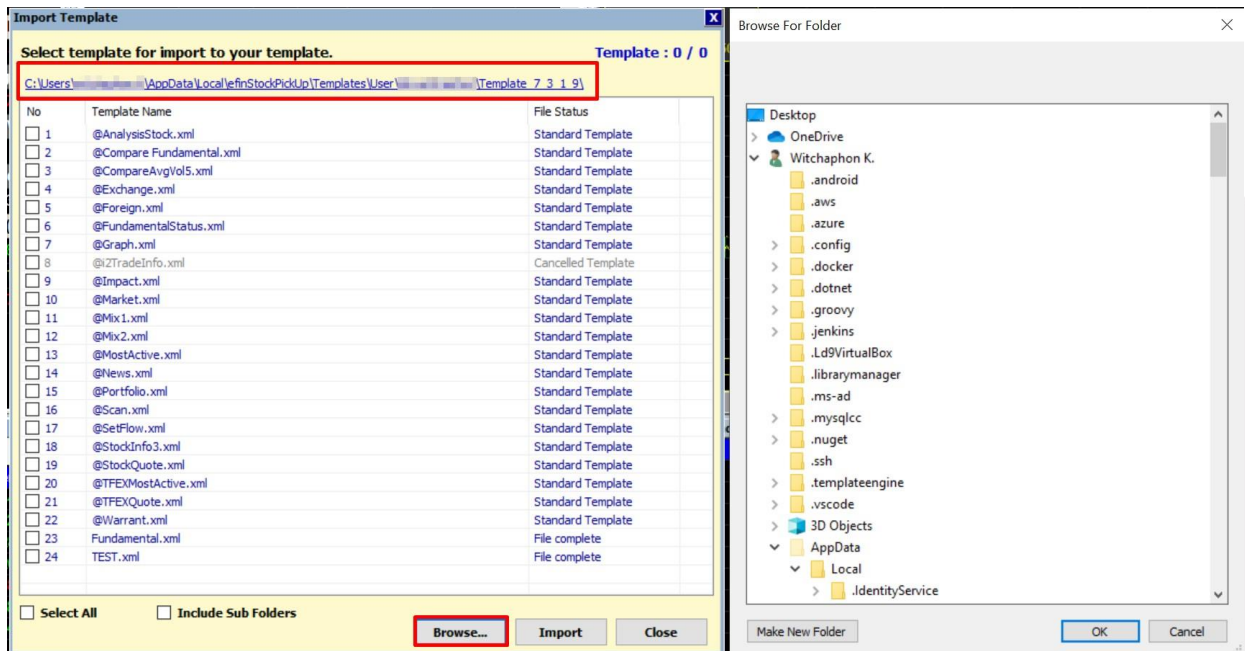 Import Template
X
Select template for import to your template.
Template : 0 / 0
C:\Users\ \AppData\Local\efinStockPickUp\Templates\User\ \Template_7_3_1_9\
No Template Name File Status
1 @AnalysisStock.xml Standard Template
2 @Compare Fundamental.xml Standard Template
3 @CompareAvgVol5.xml Standard Template
4 @Exchange.xml Standard Template
5 @Foreign.xml Standard Template
6 @FundamentalStatus.xml Standard Template
7 @Graph.xml Standard Template
8 @i2TradeInfo.xml Cancelled Template
9 @Impact.xml Standard Template
10 @Market.xml Standard Template
11 @Mix1.xml Standard Template
12 @Mix2.xml Standard Template
13 @MostActive.xml Standard Template
14 @News.xml Standard Template
15 @Portfolio.xml Standard Template
16 @Scan.xml Standard Template
17 @SetFlow.xml Standard Template
18 @StockInfo3.xml Standard Template
19 @StockQuote.xml Standard Template
20 @TFEXMostActive.xml Standard Template
21 @TFEXQuote.xml Standard Template
22 @Warrant.xml Standard Template
23 Fundamental.xml File complete
24 TEST.xml File complete
Select All Include Sub Folders
Browse... Import Close
Browse For Folder
Desktop
OneDrive
Witchaphon K.
.android
.aws
.azure
.config
.docker
.dotnet
.groovy
.jenkins
.Ld9VirtualBox
.librarymanager
.ms-ad
.mysqlcc
.nuget
.ssh
.templateengine
.vscode
3D Objects
AppData
Local
.IdentityService
Make New Folder OK Cancel